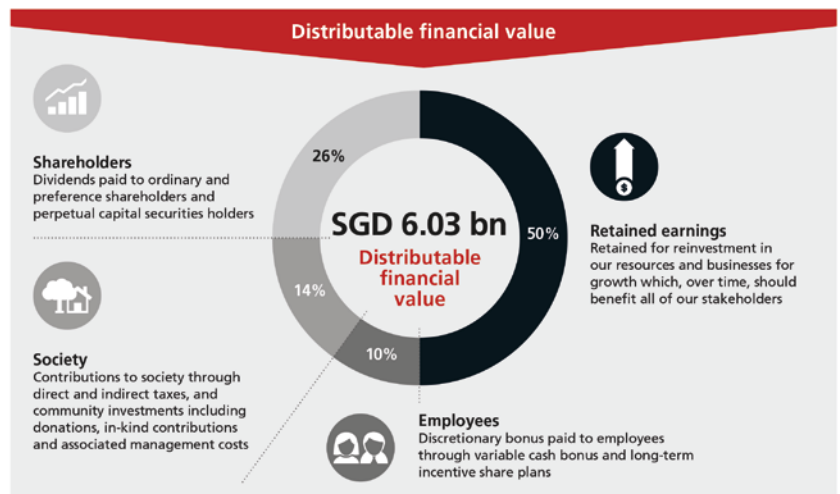 Distributable financial value
Shareholders
Dividends paid to ordinary and
preference shareholders and
perpetual capital securities holders
26%
SGD 6.03 bn
Distributable
financial
value
50%
Retained earnings
Retained for reinvestment in
our resources and businesses for
growth which, over time, should
benefit all of our stakeholders
$
14%
10%
Society
Contributions to society through
direct and indirect taxes, and
community investments including
donations, in-kind contributions
and associated management costs
Employees
Discretionary bonus paid to employees
through variable cash bonus and long-term
incentive share plans